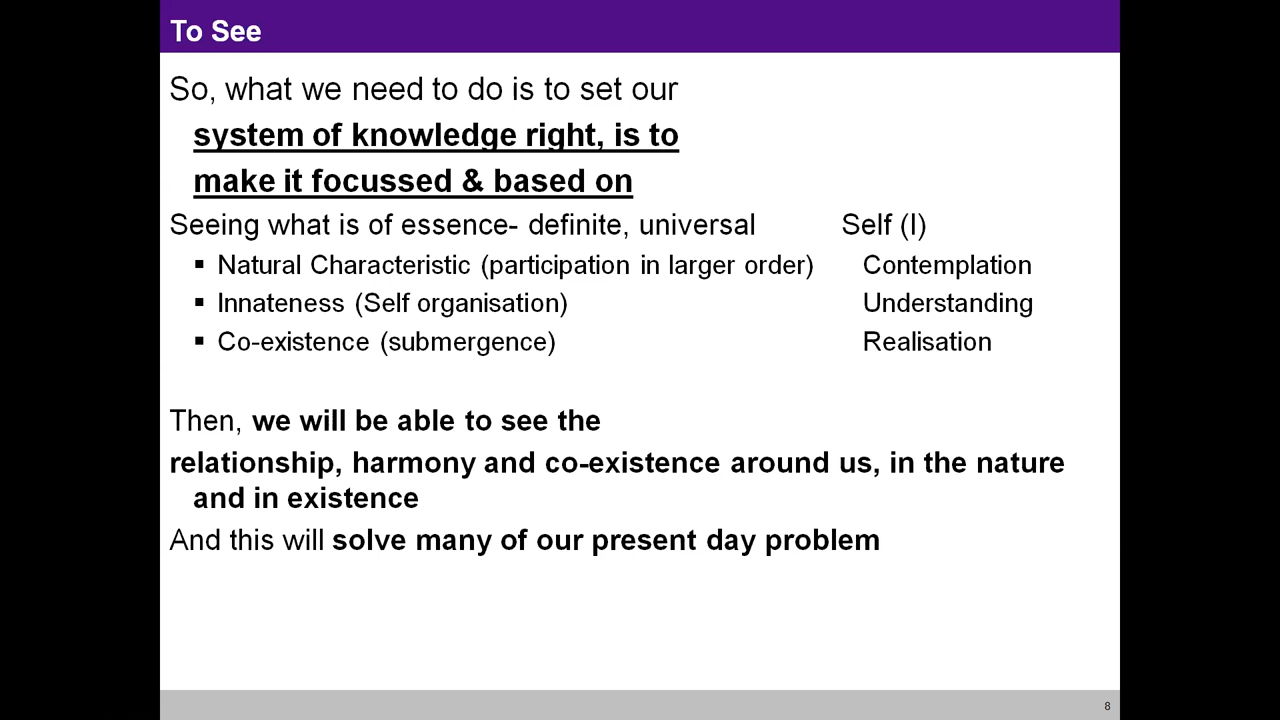 To See
So, what we need to do is to set our
system of knowledge right, is to
make it focussed & based on
Seeing what is of essence- definite, universal Self (I)
▪ Natural Characteristic (participation in larger order) Contemplation
▪ Innateness (Self organisation) Understanding
▪ Co-existence (submergence) Realisation
Then, we will be able to see the
relationship, harmony and co-existence around us, in the nature
and in existence
And this will solve many of our present day problem
8